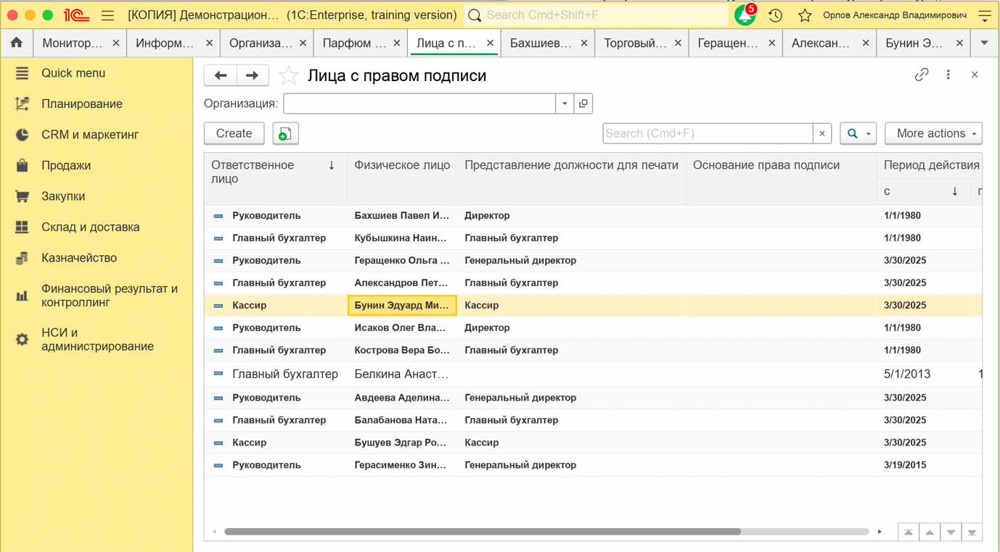 1С [КОПИЯ] Демонстрацион... (1C:Enterprise, training version) Search Cmd+Shift+F 5 Орлов Александр Владимирович
Монитор... Информ... Организа... Парфюм ... Лица с п... Бахшиев... Торговый... Геращен... Алексан... Бунин Э...
Quick menu
Планирование
CRM и маркетинг
Продажи
Закупки
Склад и доставка
Казначейство
Финансовый результат и
контроллинг
НСИ и
администрирование
Лица с правом подписи
Организация:
Create Search (Cmd+F) More actions
Ответственное Физическое лицо Представление должности для печати Основание права подписи Период действия
лицо с
Руководитель Бахшиев Павел И... Директор 1/1/1980
Главный бухгалтер Кубышкина Наин... Главный бухгалтер 1/1/1980
Руководитель Геращенко Ольга ... Генеральный директор 3/30/2025
Главный бухгалтер Александров Пет... Главный бухгалтер 3/30/2025
Кассир Бунин Эдуард Ми... Кассир 3/30/2025
Руководитель Исаков Олег Вла... Директор 1/1/1980
Главный бухгалтер Кострова Вера Бо... Главный бухгалтер 1/1/1980
Главный бухгалтер Белкина Анаст... 5/1/2013 1
Руководитель Авдеева Аделина... Генеральный директор 3/30/2025
Главный бухгалтер Балабанова Ната... Главный бухгалтер 3/30/2025
Кассир Бушуев Эдгар Ро... Кассир 3/30/2025
Руководитель Герасименко Зин... Генеральный директор 3/19/2015